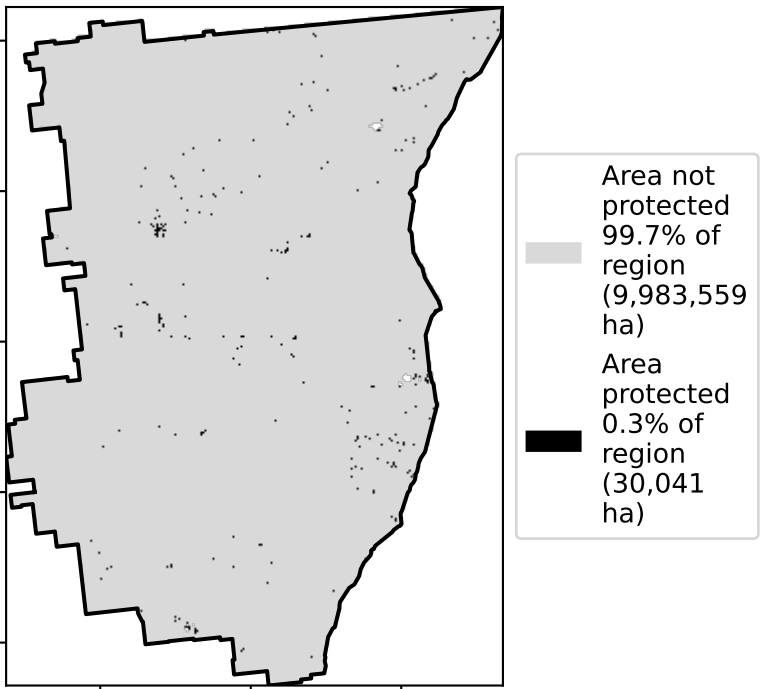 Area not
protected
99.7% of
region
(9,983,559
ha)
Area
protected
0.3% of
region
(30,041
ha)